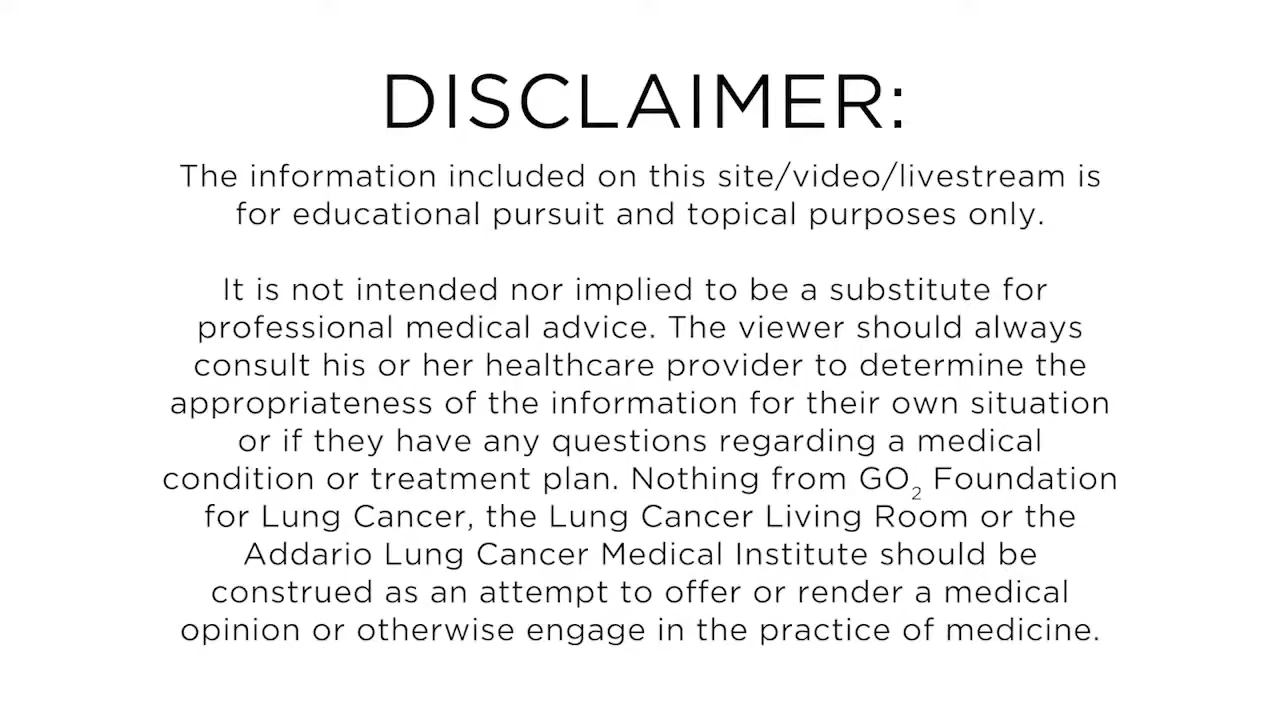 DISCLAIMER:
The information included on this site/video/livestream is
for educational pursuit and topical purposes only.
It is not intended nor implied to be a substitute for
professional medical advice. The viewer should always
consult his or her healthcare provider to determine the
appropriateness of the information for their own situation
or if they have any questions regarding a medical
condition or treatment plan. Nothing from GO₂ Foundation
for Lung Cancer, the Lung Cancer Living Room or the
Addario Lung Cancer Medical Institute should be
construed as an attempt to offer or render a medical
opinion or otherwise engage in the practice of medicine.